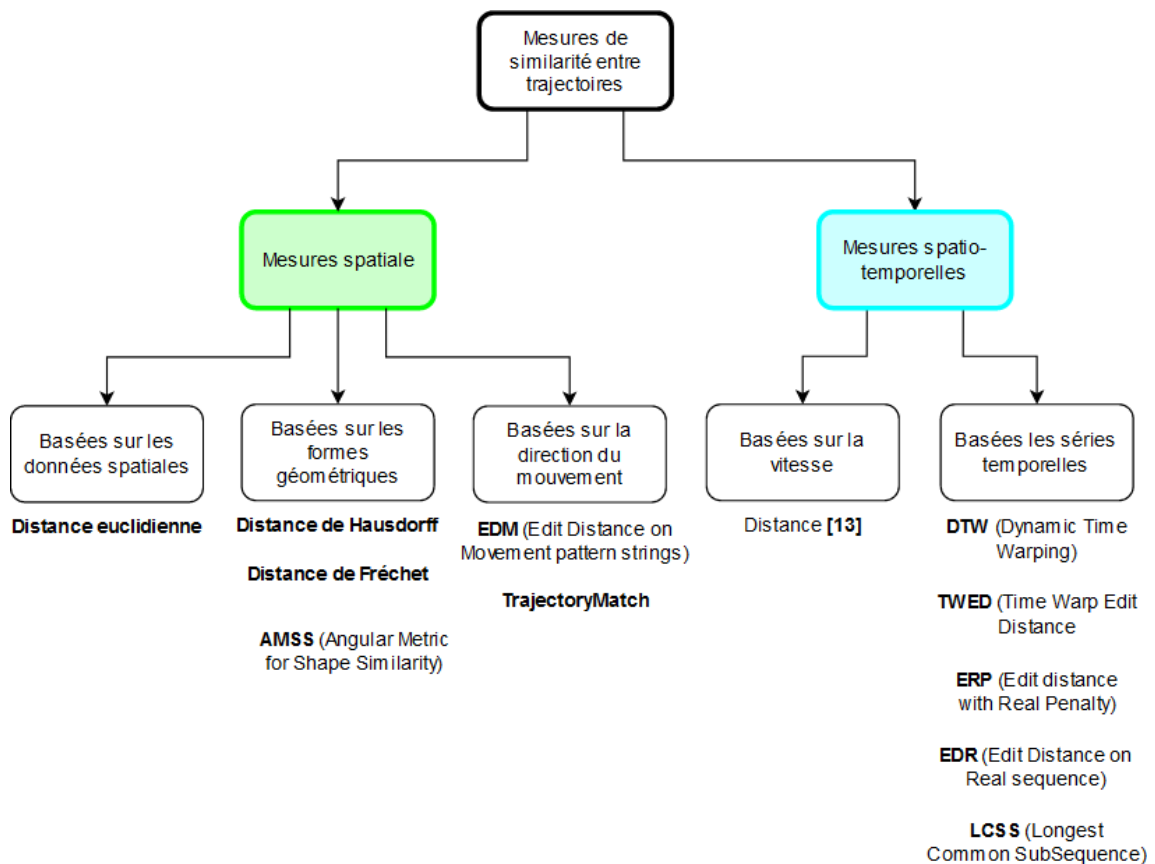 Mesures de
similarité entre
trajectoires
Mesures spatiale
Mesures spatio-
temporelles
Basées sur les
données spatiales
Basées sur les
formes
géométriques
Basées sur la
direction du
mouvement
Basées sur la
vitesse
Basées les séries
temporelles
Distance euclidienne
Distance de Hausdorff
Distance de Fréchet
AMSS (Angular Metric
for Shape Similarity)
EDM (Edit Distance on
Movement pattern strings)
TrajectoryMatch
Distance [13]
DTW (Dynamic Time
Warping)
TWED (Time Warp Edit
Distance
ERP (Edit distance
with Real Penalty)
EDR (Edit Distance on
Real sequence)
LCSS (Longest
Common SubSequence)